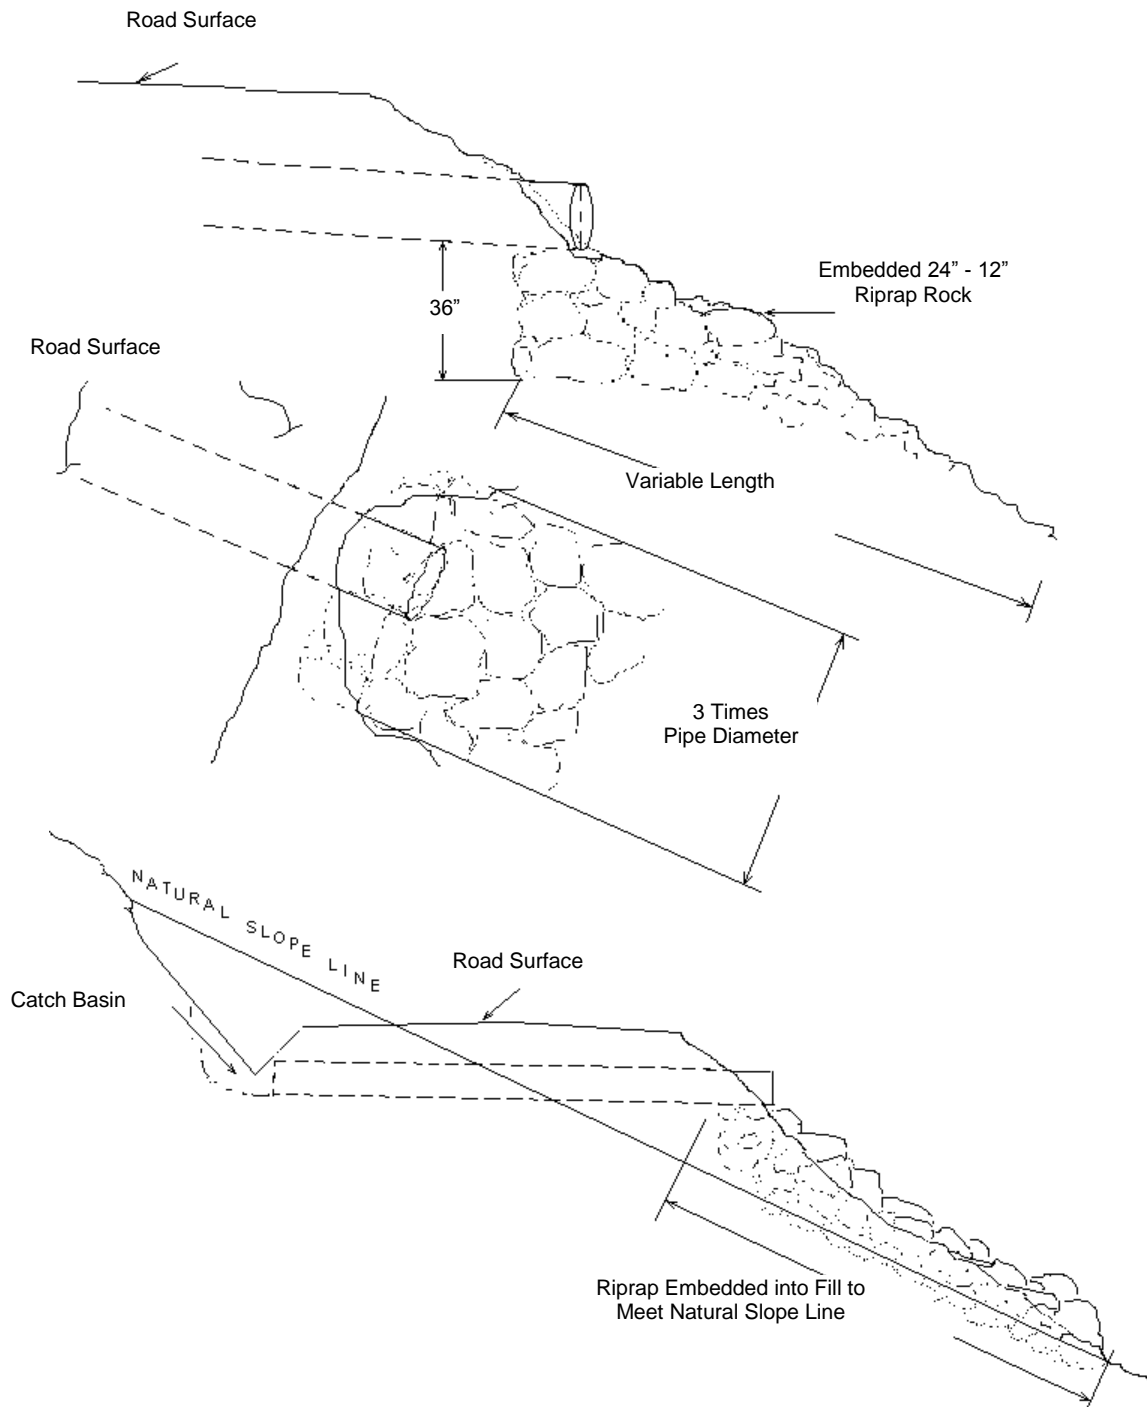 Road Surface
Embedded 24” - 12”
Riprap Rock
36”
Road Surface
Variable Length
3 Times
Pipe Diameter
NATURAL SLOPE LINE
Road Surface
Catch Basin
Riprap Embedded into Fill to
Meet Natural Slope Line